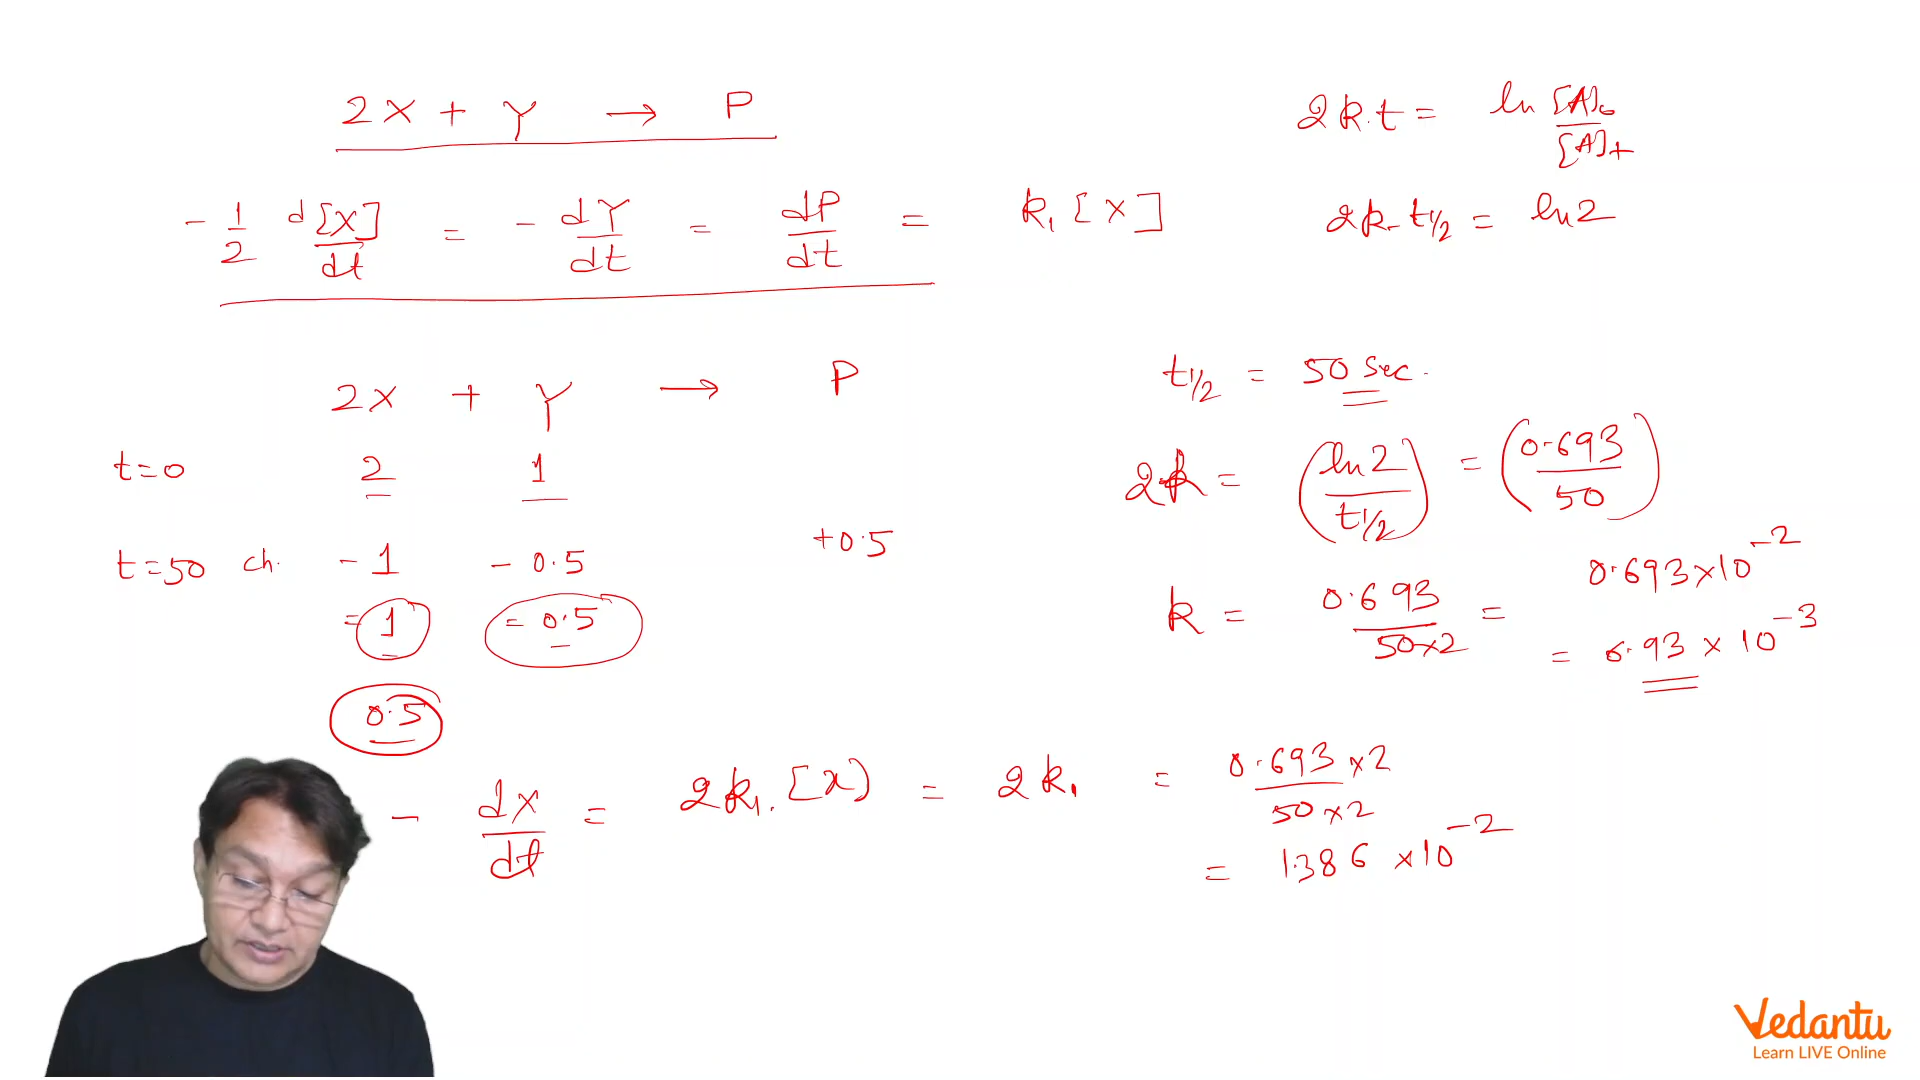 2X + Y → P
- 1/2 d[X]/dt = - dY/dt = dP/dt = k₁[X]
2X + Y → P
t=0 2 1
t=50 ch. -1 -0.5 +0.5
=1 =0.5
0.5
- dX/dt = 2k₁.[X] = 2k₁ = 0.693×2/50×2
= 1.386 ×10⁻²
2k.t = ln [A]₀/[A]t
2k-t1/2 = ln2
t1/2 = 50 Sec.
2k = (ln2/t1/2) = (0.693/50)
k = 0.693/50×2 = 0.693×10⁻²
= 6.93 × 10⁻³
Vedantu
Learn LIVE Online